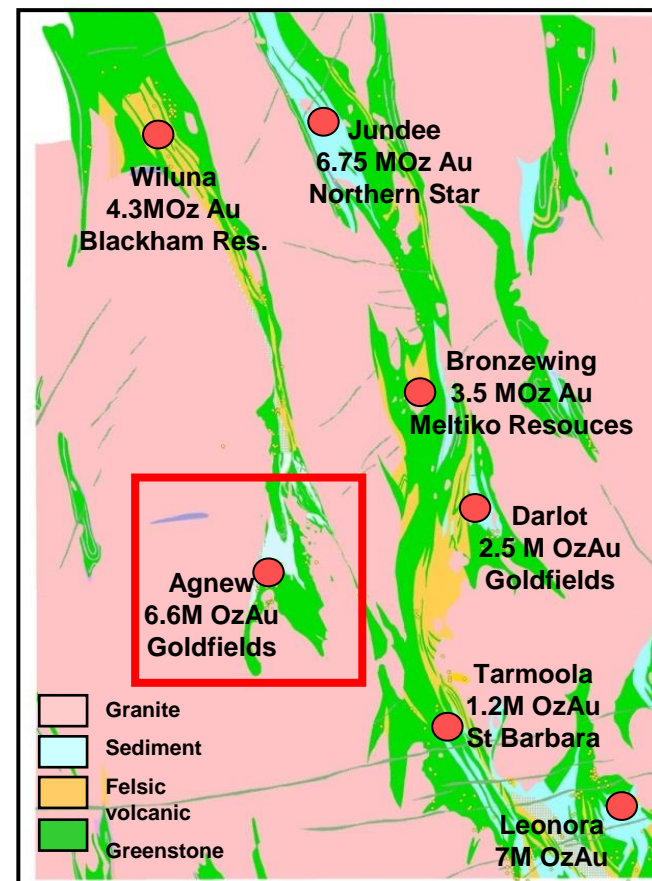 Jundee
6.75 MOz Au
Northern Star
Wiluna
4.3MOz Au
Blackham Res.
Bronzewing
3.5 MOz Au
Meltiko Resouces
Darlot
2.5 M OzAu
Goldfields
Agnew
6.6M OzAu
Goldfields
Tarmoola
1.2M OzAu
St Barbara
Leonora
7M OzAu
Granite
Sediment
Felsic
volcanic
Greenstone